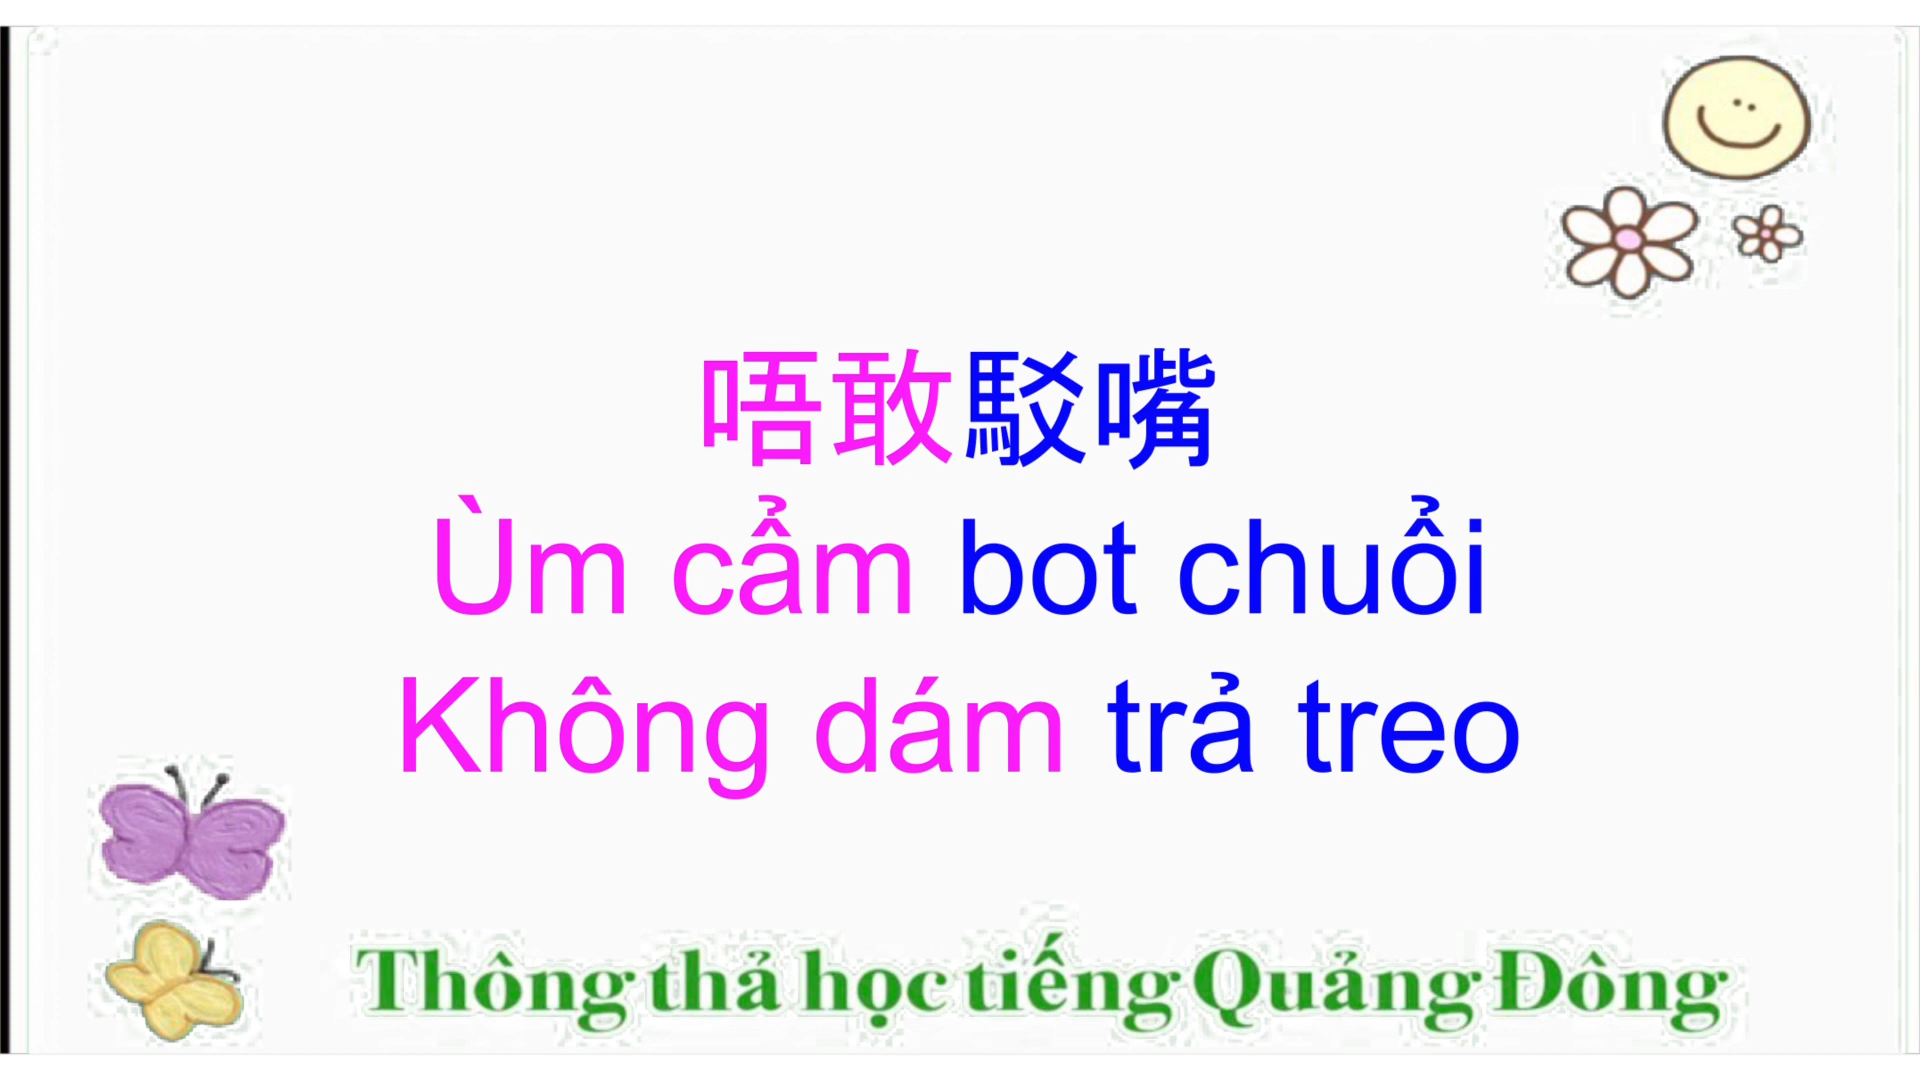 唔敢駁嘴
Ùm cẩm bot chuổi
Không dám trả treo
Thông thả học tiếng Quảng Đông